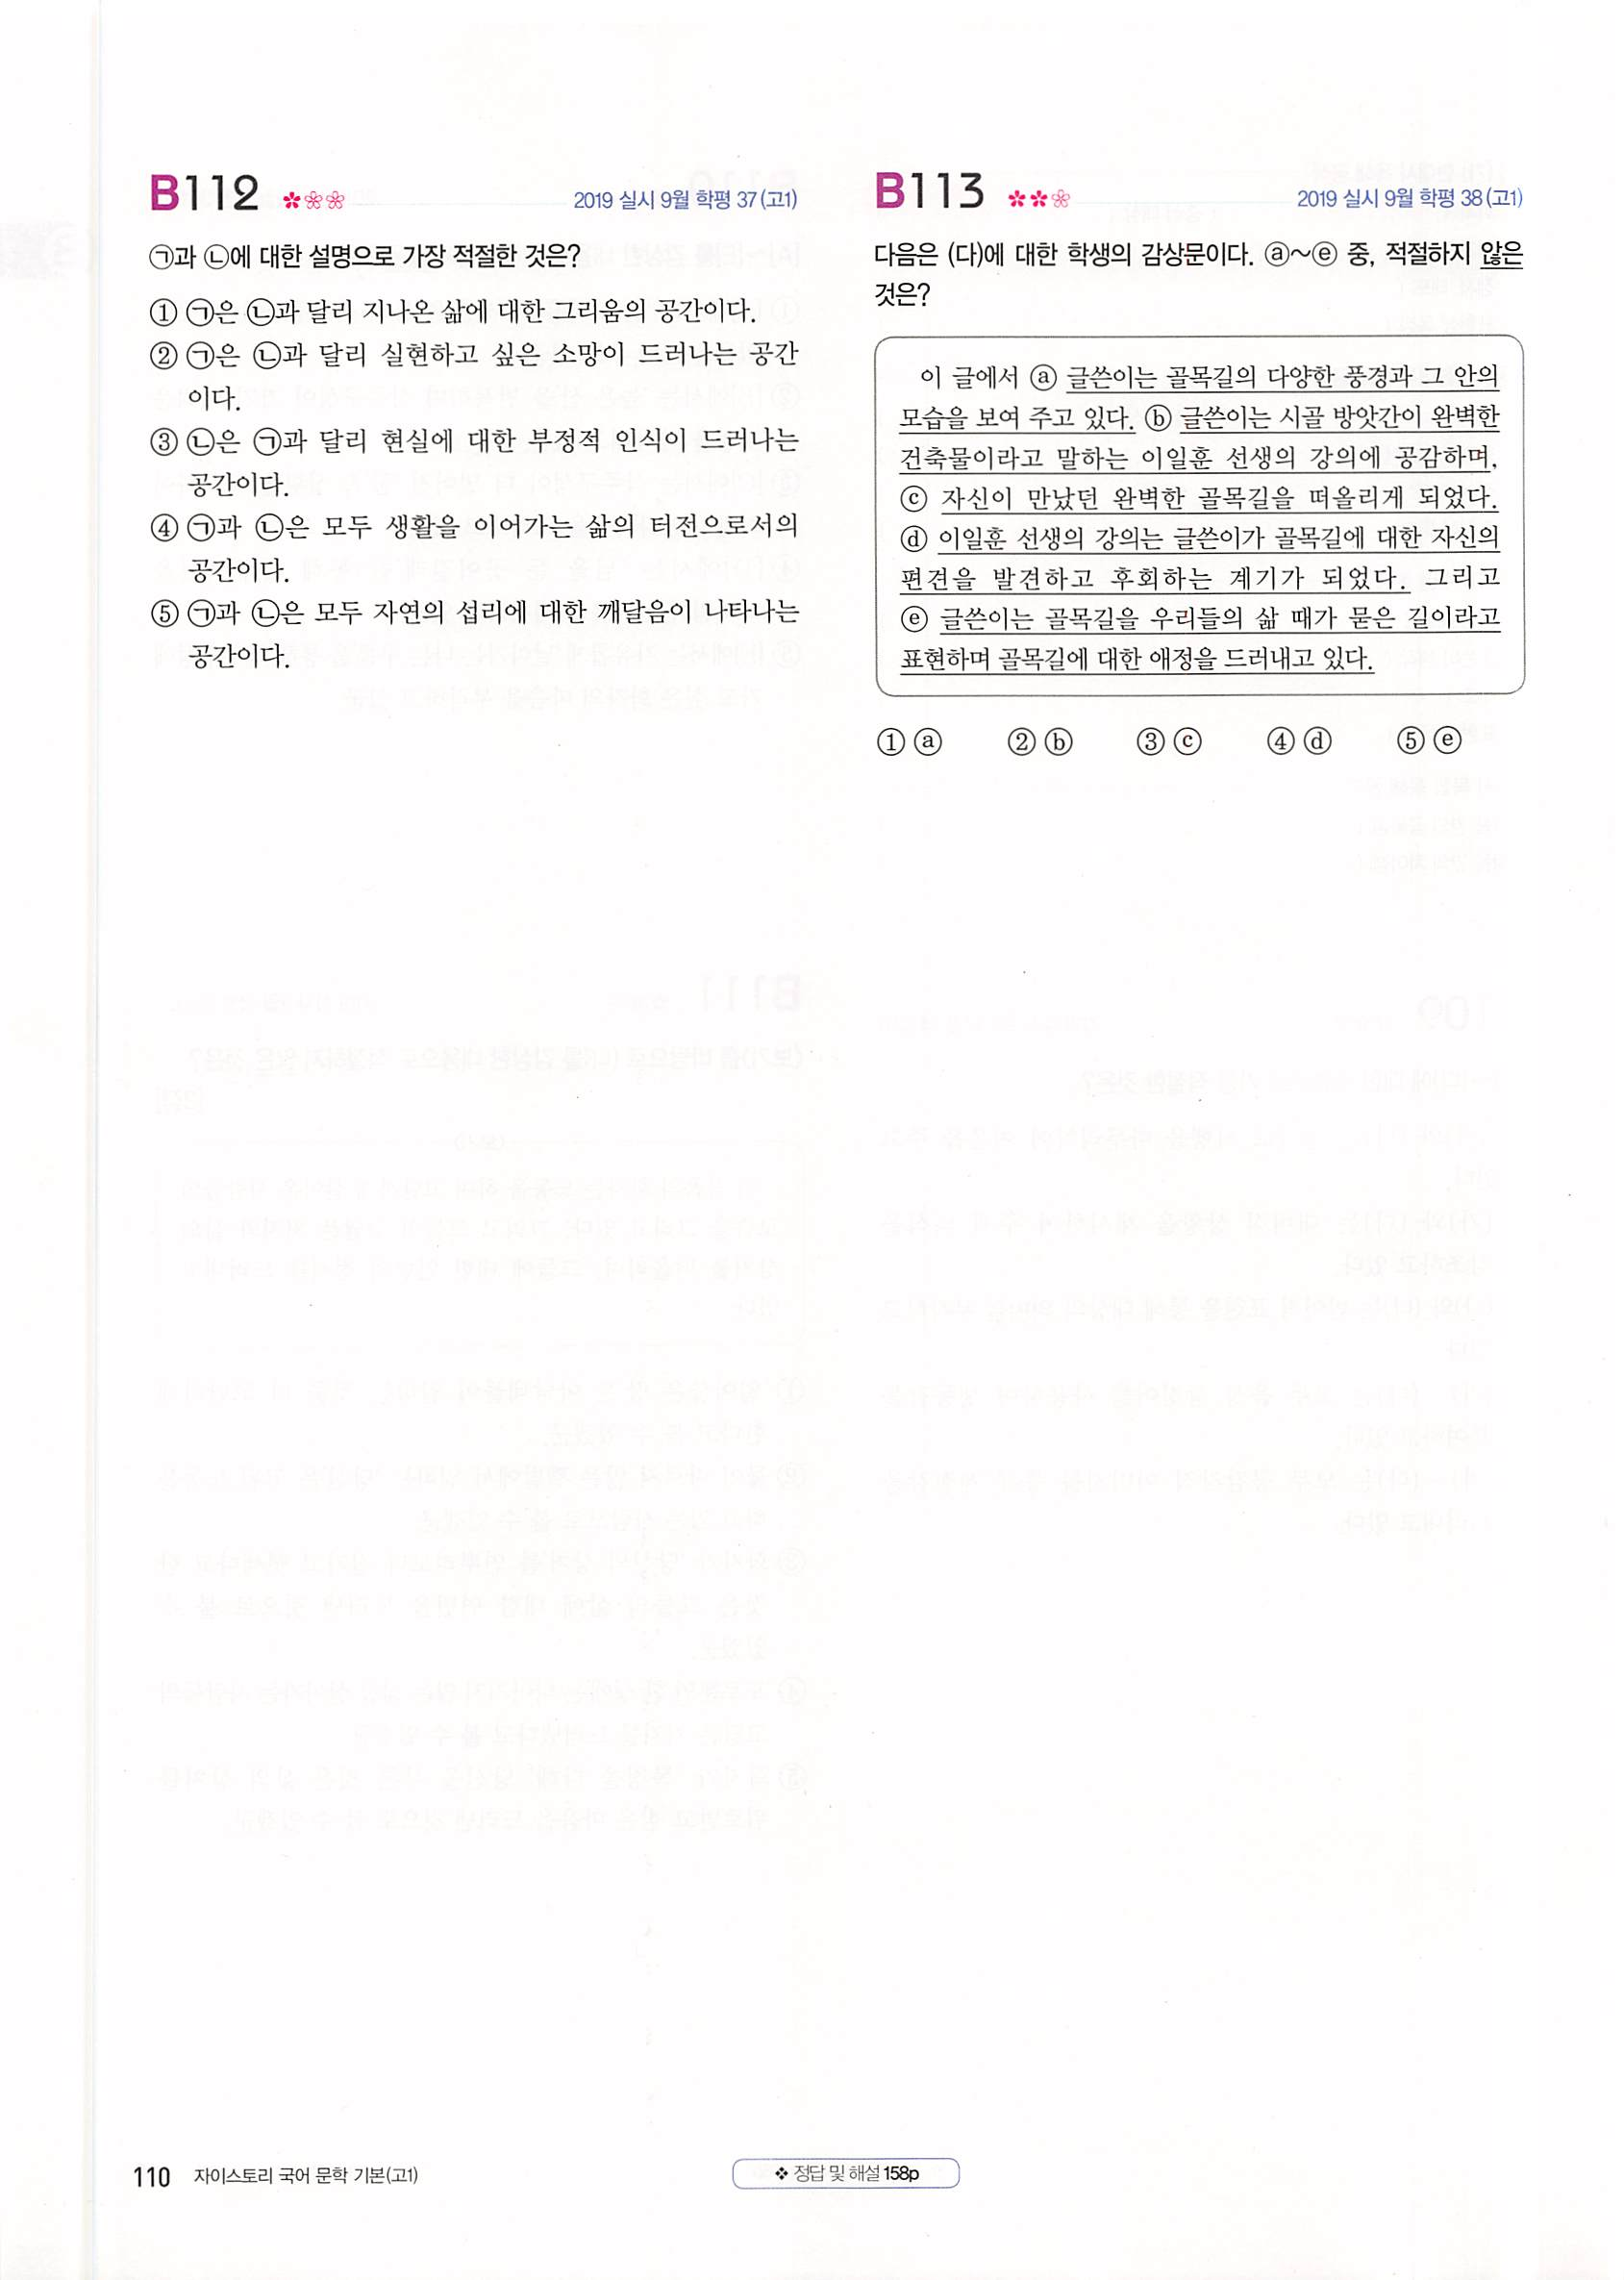 B112
2019 실시 9월 학평 37(고1)
㉠과 ㉡에 대한 설명으로 가장 적절한 것은?
① ㉠은 ㉡과 달리 지나온 삶에 대한 그리움의 공간이다.
② ㉠은 ㉡과 달리 실현하고 싶은 소망이 드러나는 공간
이다.
③ ㉡은 ㉠과 달리 현실에 대한 부정적 인식이 드러나는
공간이다.
④ ㉠과 ㉡은 모두 생활을 이어가는 삶의 터전으로서의
공간이다.
⑤ ㉠과 ㉡은 모두 자연의 섭리에 대한 깨달음이 나타나는
공간이다.
B113
2019 실시 9월 학평 38(고1)
다음은 (다)에 대한 학생의 감상문이다. ⓐ~ⓔ 중, 적절하지 않은
것은?
이 글에서 ⓐ 글쓴이는 골목길의 다양한 풍경과 그 안의
모습을 보여 주고 있다. ⓑ 글쓴이는 시골 방앗간이 완벽한
건축물이라고 말하는 이일훈 선생의 강의에 공감하며,
ⓒ 자신이 만났던 완벽한 골목길을 떠올리게 되었다.
ⓓ 이일훈 선생의 강의는 글쓴이가 골목길에 대한 자신의
편견을 발견하고 후회하는 계기가 되었다. 그리고
ⓔ 글쓴이는 골목길을 우리들의 삶 때가 묻은 길이라고
표현하며 골목길에 대한 애정을 드러내고 있다.
① ⓐ ② ⓑ ③ ⓒ ④ ⓓ ⑤ ⓔ
110 자이스토리 국어 문학 기본(고1)
❖ 정답 및 해설 158p